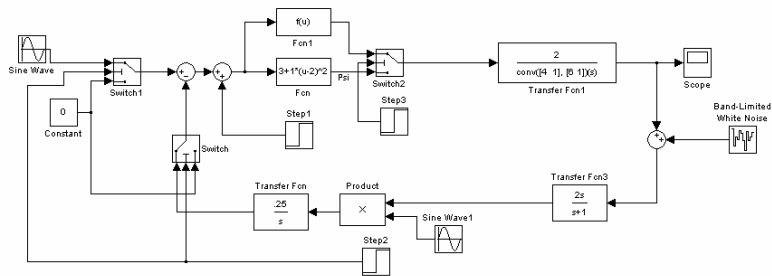 f(u)
Fcn1
Sine Wave
Switch1
3+1*(u-2)^2
Fcn
Psi
Switch2
2
conv([4 1], [6 1])(s)
Transfer Fcn1
Scope
0
Constant
Step1
Step3
Band-Limited
White Noise
Switch
Transfer Fcn
.25
s
Product
×
Sine Wave1
Transfer Fcn3
2s
s+1
Step2